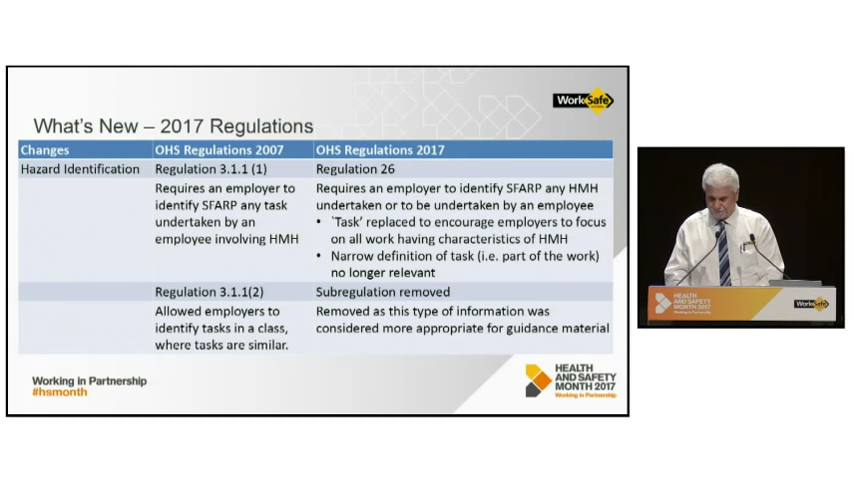 WorkSafe
What's New – 2017 Regulations
Changes OHS Regulations 2007 OHS Regulations 2017
Hazard Identification Regulation 3.1.1 (1) Regulation 26
Requires an employer to
identify SFARP any task
undertaken by an
employee involving HMH
Requires an employer to identify SFARP any HMH
undertaken or to be undertaken by an employee
• `Task’ replaced to encourage employers to focus
on all work having characteristics of HMH
• Narrow definition of task (i.e. part of the work)
no longer relevant
Regulation 3.1.1(2) Subregulation removed
Allowed employers to
identify tasks in a class,
where tasks are similar.
Removed as this type of information was
considered more appropriate for guidance material
Working in Partnership
#hsmonth
HEALTH
AND SAFETY
MONTH 2017
Working in Partnership
HEALTH
AND SAFETY
MONTH 2017
Working in Partnership
WorkSafe